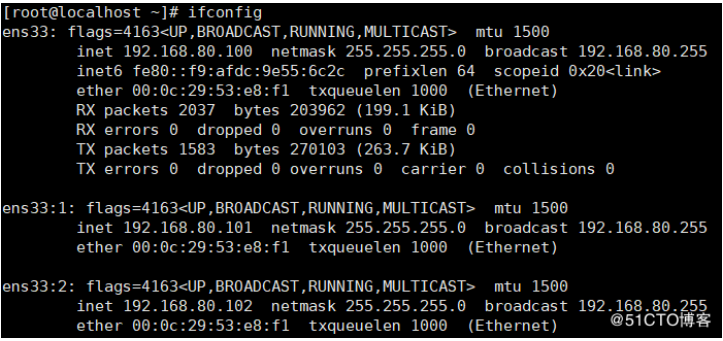 [root@localhost ~]# ifconfig
ens33: flags=4163<UP,BROADCAST,RUNNING,MULTICAST>  mtu 1500
        inet 192.168.80.100  netmask 255.255.255.0  broadcast 192.168.80.255
        inet6 fe80::f9:afdc:9e55:6c2c  prefixlen 64  scopeid 0x20<link>
        ether 00:0c:29:53:e8:f1  txqueuelen 1000  (Ethernet)
        RX packets 2037  bytes 203962 (199.1 KiB)
        RX errors 0  dropped 0  overruns 0  frame 0
        TX packets 1583  bytes 270103 (263.7 KiB)
        TX errors 0  dropped 0 overruns 0  carrier 0  collisions 0
ens33:1: flags=4163<UP,BROADCAST,RUNNING,MULTICAST>  mtu 1500
        inet 192.168.80.101  netmask 255.255.255.0  broadcast 192.168.80.255
        ether 00:0c:29:53:e8:f1  txqueuelen 1000  (Ethernet)
ens33:2: flags=4163<UP,BROADCAST,RUNNING,MULTICAST>  mtu 1500
        inet 192.168.80.102  netmask 255.255.255.0  broadcast 192.168.80.255
        ether 00:0c:29:53:e8:f1  txqueuelen 1000  (Ethernet)
@51CTO博客